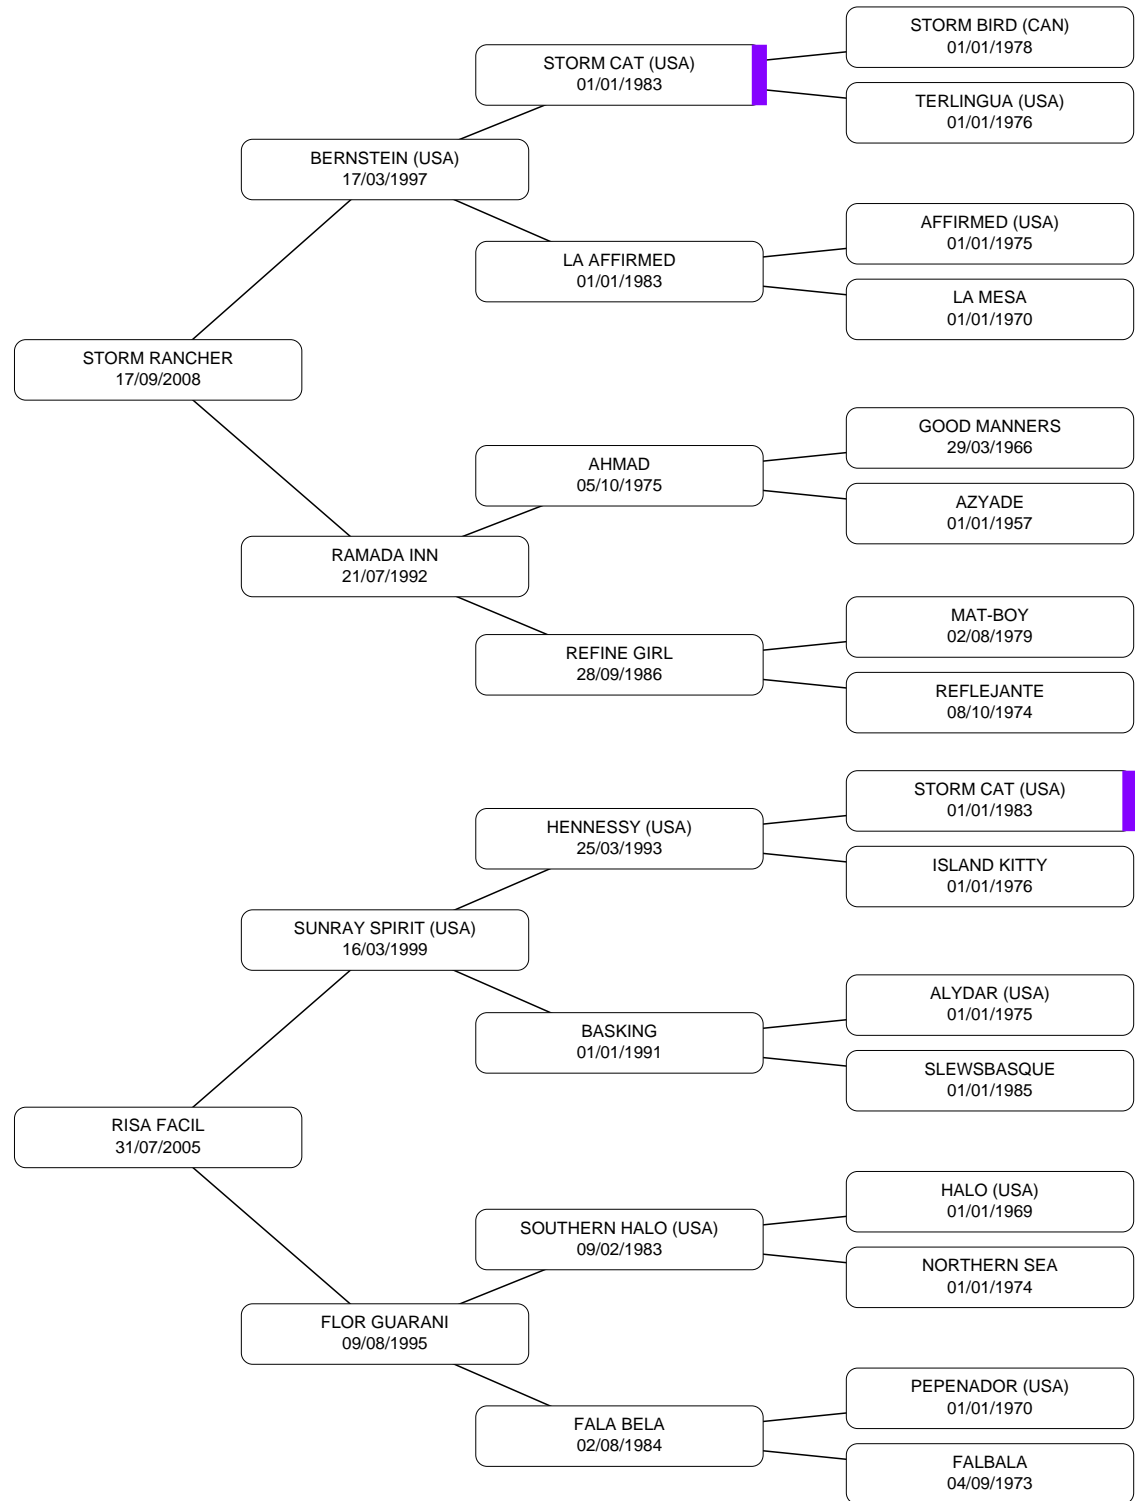 STORM BIRD (CAN)
01/01/1978
STORM CAT (USA)
01/01/1983
TERLINGUA (USA)
01/01/1976
BERNSTEIN (USA)
17/03/1997
AFFIRMED (USA)
01/01/1975
LA AFFIRMED
01/01/1983
LA MESA
01/01/1970
STORM RANCHER
17/09/2008
GOOD MANNERS
29/03/1966
AHMAD
05/10/1975
AZYADE
01/01/1957
RAMADA INN
21/07/1992
MAT-BOY
02/08/1979
REFINE GIRL
28/09/1986
REFLEJANTE
08/10/1974
STORM CAT (USA)
01/01/1983
HENNESSY (USA)
25/03/1993
ISLAND KITTY
01/01/1976
SUNRAY SPIRIT (USA)
16/03/1999
ALYDAR (USA)
01/01/1975
BASKING
01/01/1991
SLEWSBASQUE
01/01/1985
RISA FACIL
31/07/2005
HALO (USA)
01/01/1969
SOUTHERN HALO (USA)
09/02/1983
NORTHERN SEA
01/01/1974
FLOR GUARANI
09/08/1995
PEPENADOR (USA)
01/01/1970
FALA BELA
02/08/1984
FALBALA
04/09/1973